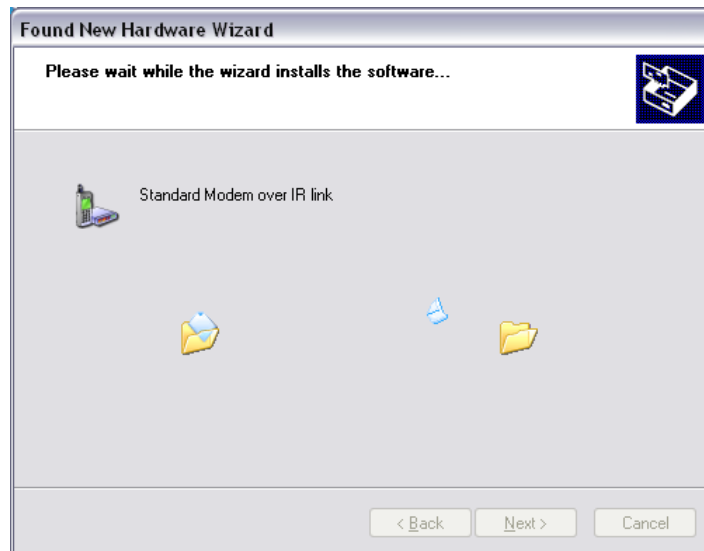 Found New Hardware Wizard
Please wait while the wizard installs the software...
Standard Modem over IR link
< Back
Next >
Cancel